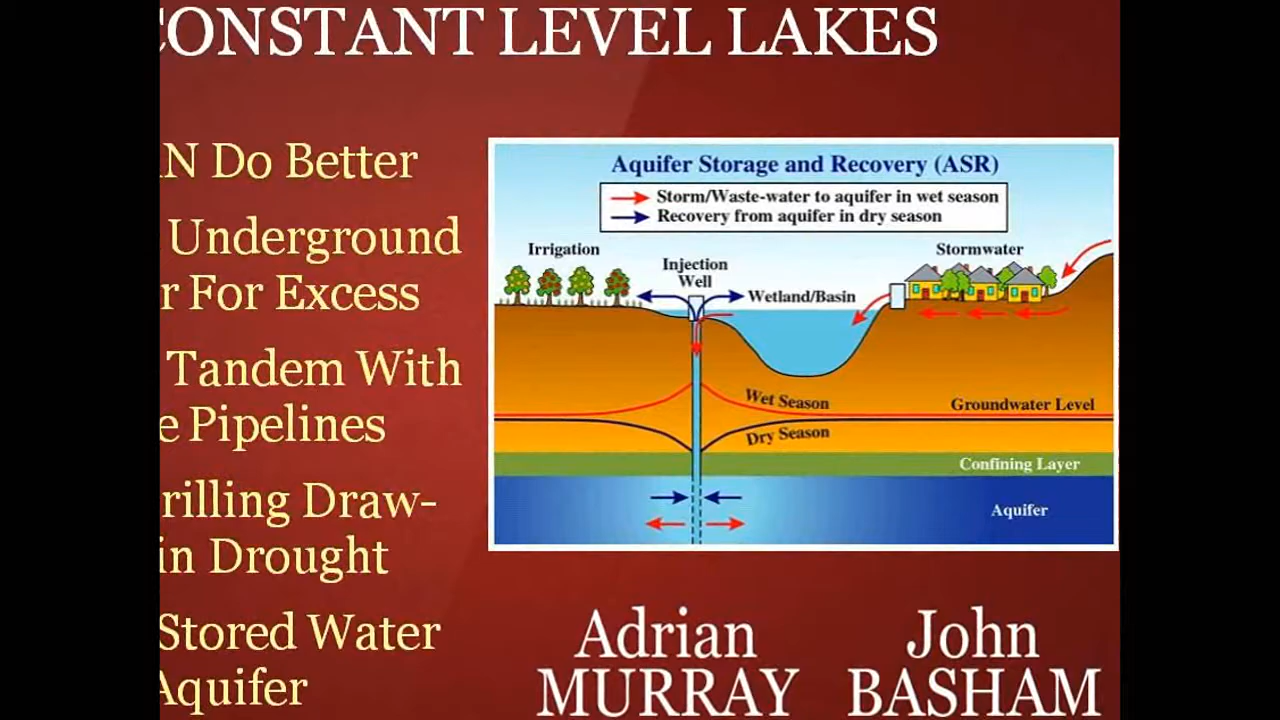 CONSTANT LEVEL LAKES
Do Better
Underground
For Excess
Tandem With
Pipelines
Draw-
in Drought
Stored Water
Aquifer
Aquifer Storage and Recovery (ASR)
Storm/Waste-water to aquifer in wet season
Recovery from aquifer in dry season
Irrigation
Injection
Well
Wetland/Basin
Stormwater
Wet Season
Groundwater Level
Dry Season
Confining Layer
Aquifer
Adrian
MURRAY
John
BASHAM